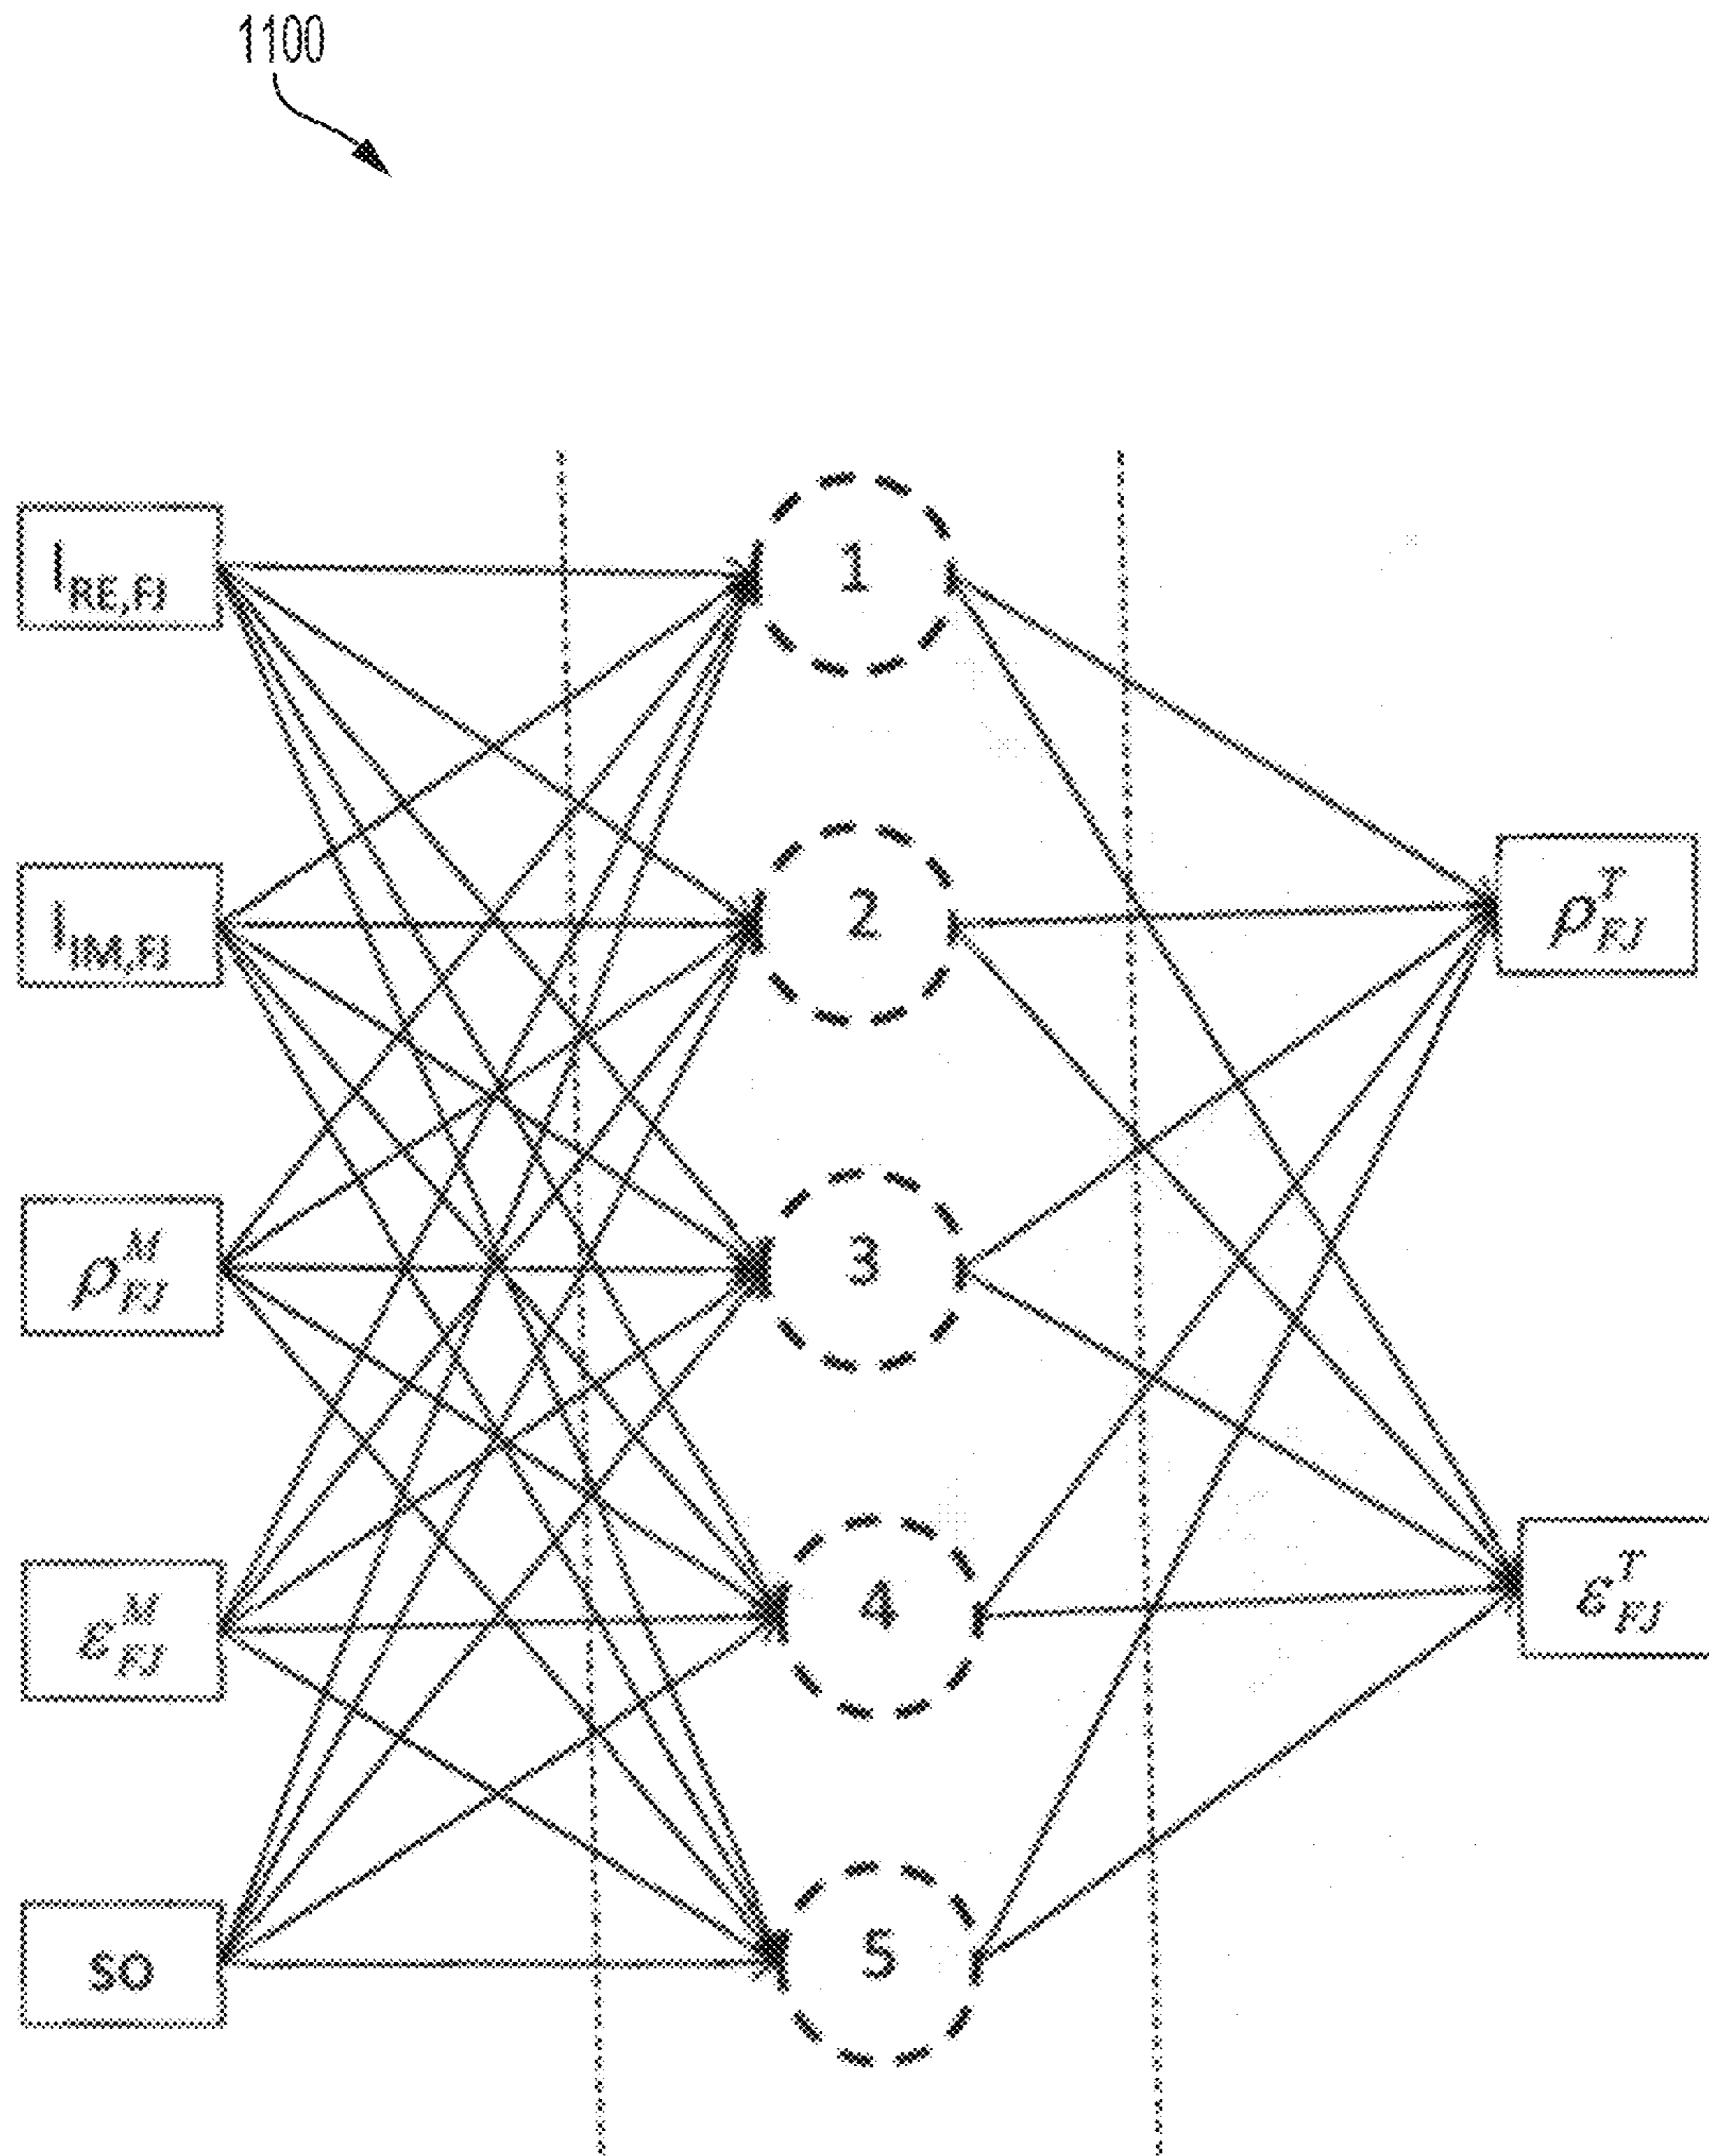 1100
I_RE,FJ
1
I_IM,FJ
2
ρ^T_FJ
ρ^M_FJ
3
ε^M_FJ
4
ε^T_FJ
SO
5